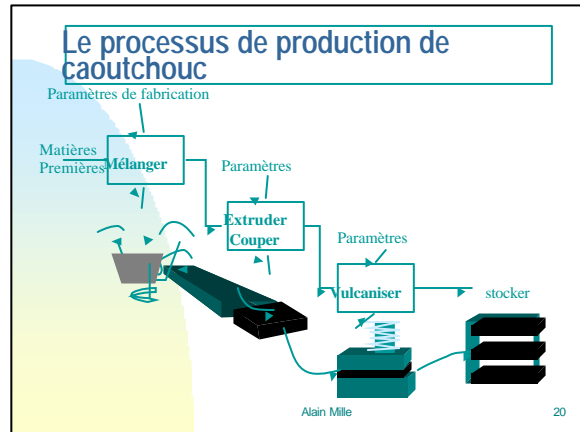 Le processus de production de
caoutchouc
Paramètres de fabrication
Matières
Premières
Mélanger
Paramètres
Extruder
Couper
Paramètres
Vulcaniser
stocker
Alain Mille
20